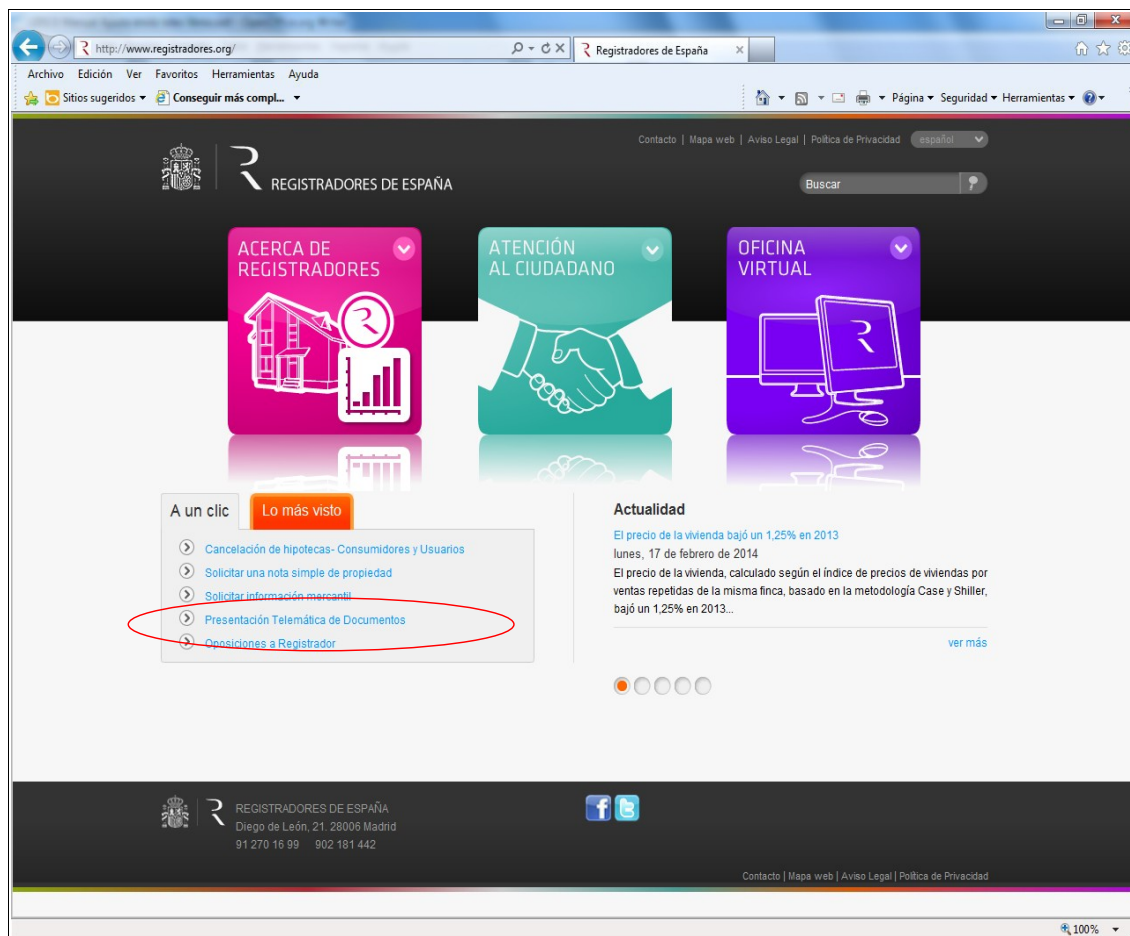 http://www.registradores.org/
Registradores de España
Archivo Edición Ver Favoritos Herramientas Ayuda
Sitios sugeridos Conseguir más compl...
Página Seguridad Herramientas
Contacto | Mapa web | Aviso Legal | Política de Privacidad español
REGISTRADORES DE ESPAÑA
Buscar
ACERCA DE
REGISTRADORES
ATENCIÓN
AL CIUDADANO
OFICINA
VIRTUAL
A un clic
Lo más visto
Cancelación de hipotecas- Consumidores y Usuarios
Solicitar una nota simple de propiedad
Solicitar información mercantil
Presentación Telemática de Documentos
Oposiciones a Registrador
Actualidad
El precio de la vivienda bajó un 1,25% en 2013
lunes, 17 de febrero de 2014
El precio de la vivienda, calculado según el índice de precios de viviendas por
ventas repetidas de la misma finca, basado en la metodología Case y Shiller,
bajó un 1,25% en 2013...
ver más
REGISTRADORES DE ESPAÑA
Diego de León, 21. 28006 Madrid
91 270 16 99 902 181 442
Contacto | Mapa web | Aviso Legal | Política de Privacidad
100%